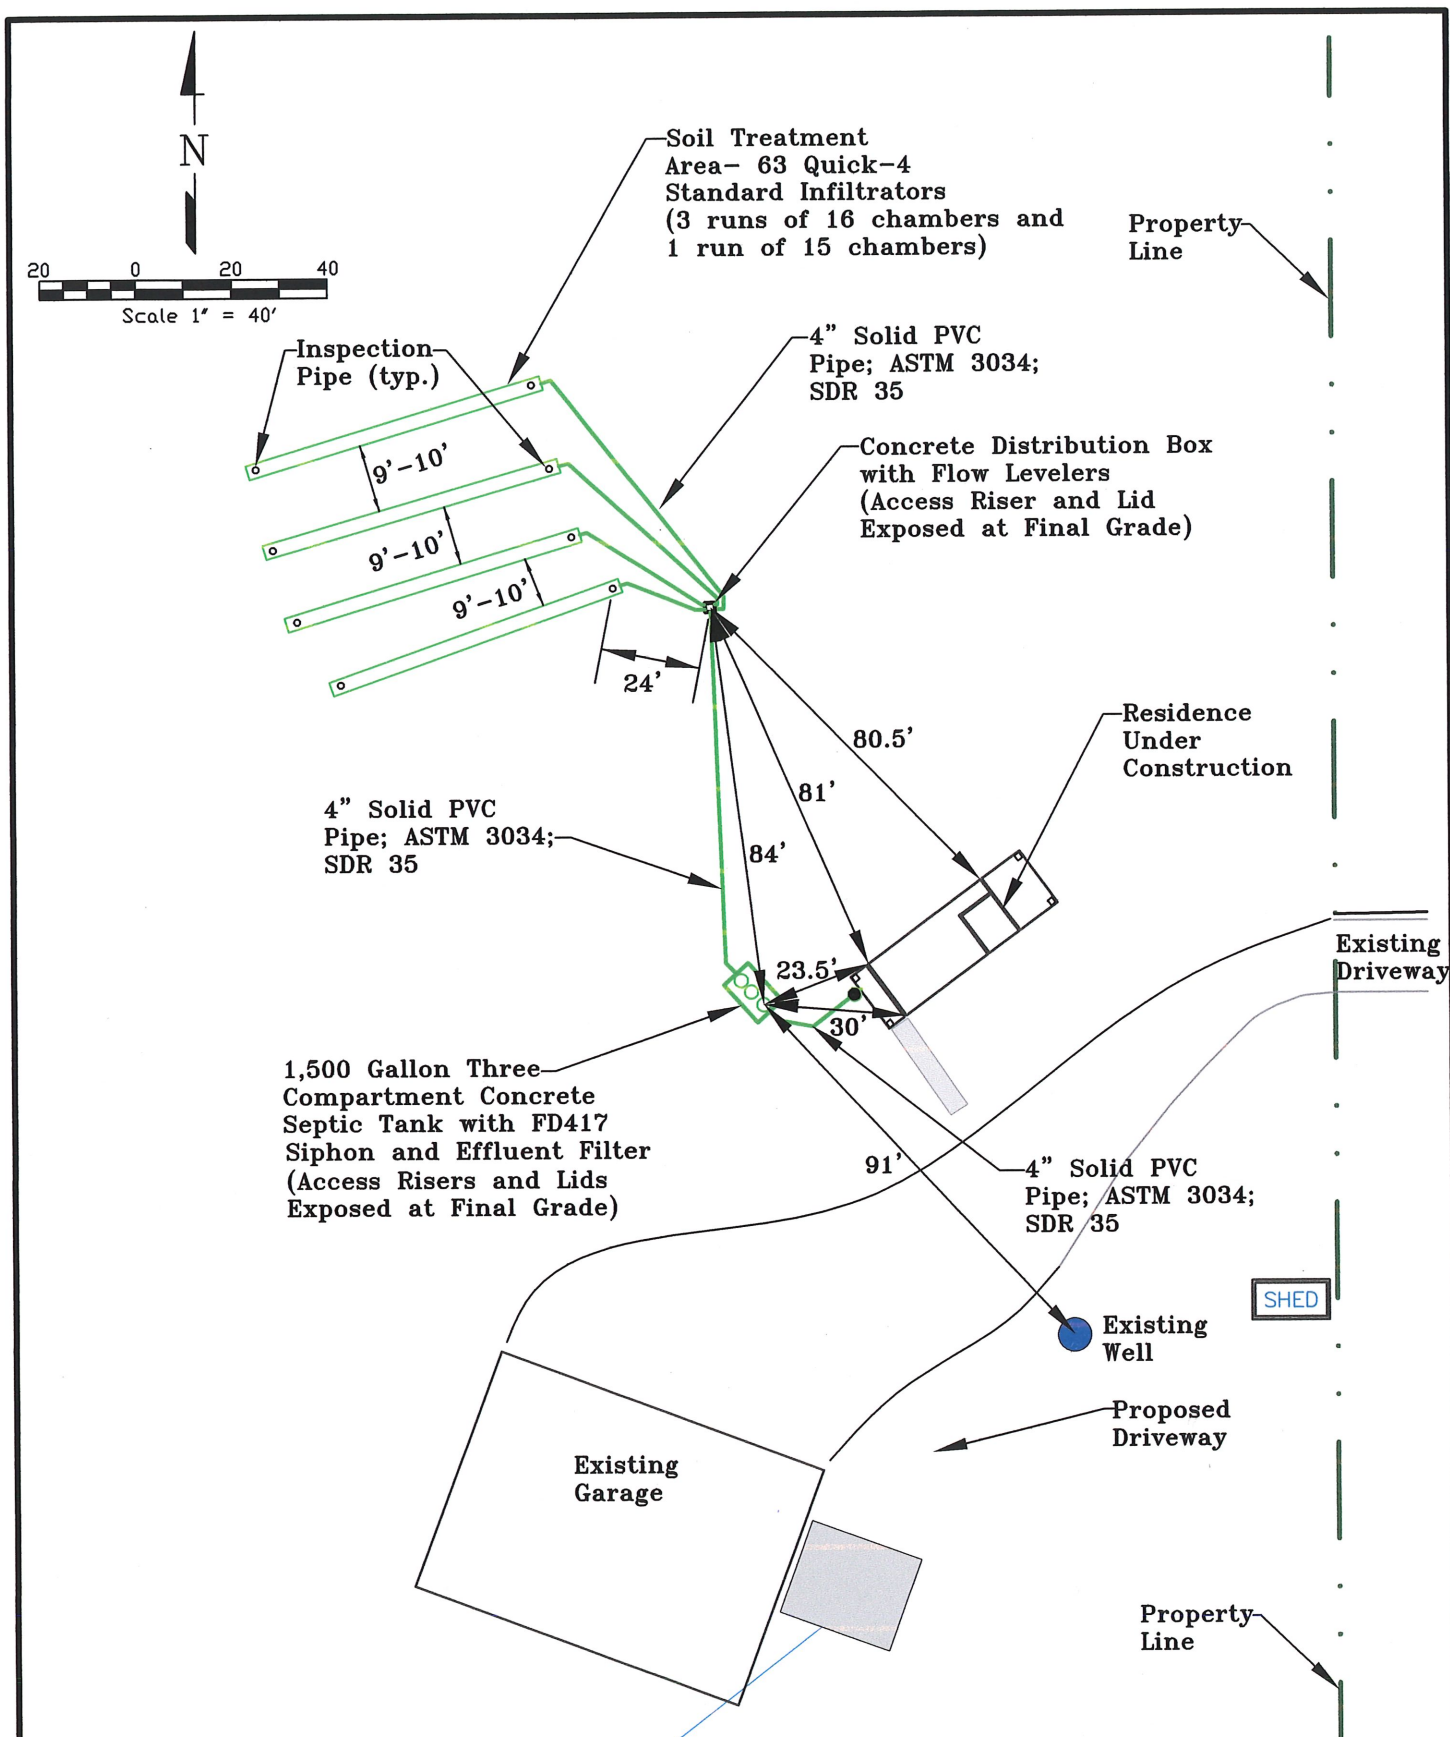 Soil Treatment
Area- 63 Quick-4
Standard Infiltrators
(3 runs of 16 chambers and
1 run of 15 chambers)
N
Property
Line
20 0 20 40
Scale 1" = 40'
Inspection
Pipe (typ.)
4" Solid PVC
Pipe; ASTM 3034;
SDR 35
9'-10'
9'-10'
9'-10'
Concrete Distribution Box
with Flow Levelers
(Access Riser and Lid
Exposed at Final Grade)
24'
80.5'
81'
84'
Residence
Under
Construction
4" Solid PVC
Pipe; ASTM 3034;
SDR 35
Existing
Driveway
23.5'
30'
1,500 Gallon Three
Compartment Concrete
Septic Tank with FD417
Siphon and Effluent Filter
(Access Risers and Lids
Exposed at Final Grade)
91'
4" Solid PVC
Pipe; ASTM 3034;
SDR 35
SHED
Existing
Well
Proposed
Driveway
Existing
Garage
Property
Line